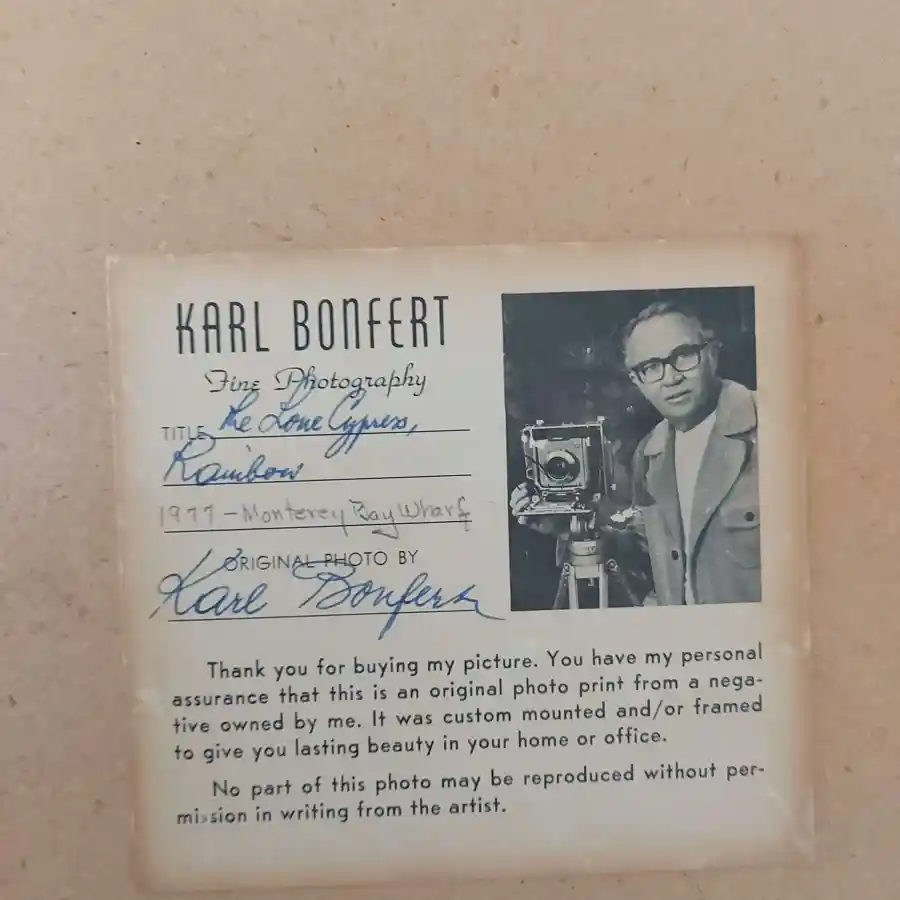 KARL BONFERT
Fine Photography
TITLE The Lone Cypress,
Rainbow
1977 - Monterey Bay Wharf
ORIGINAL PHOTO BY
Karl Bonfert
Thank you for buying my picture. You have my personal
assurance that this is an original photo print from a nega-
tive owned by me. It was custom mounted and/or framed
to give you lasting beauty in your home or office.
No part of this photo may be reproduced without per-
mission in writing from the artist.